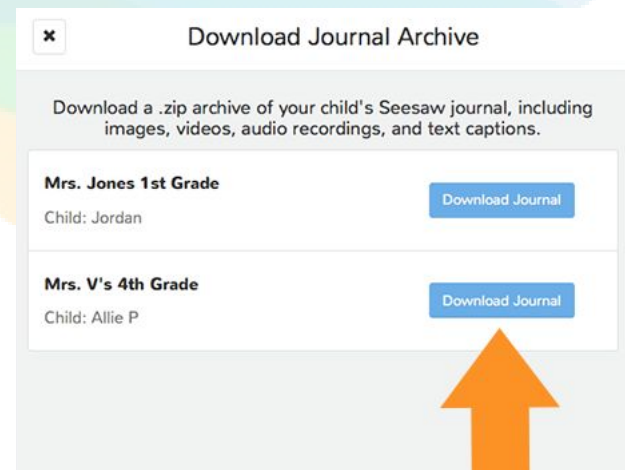 Download Journal Archive
Download a .zip archive of your child's Seesaw journal, including
images, videos, audio recordings, and text captions.
Mrs. Jones 1st Grade
Download Journal
Child: Jordan
Mrs. V's 4th Grade
Download Journal
Child: Allie P